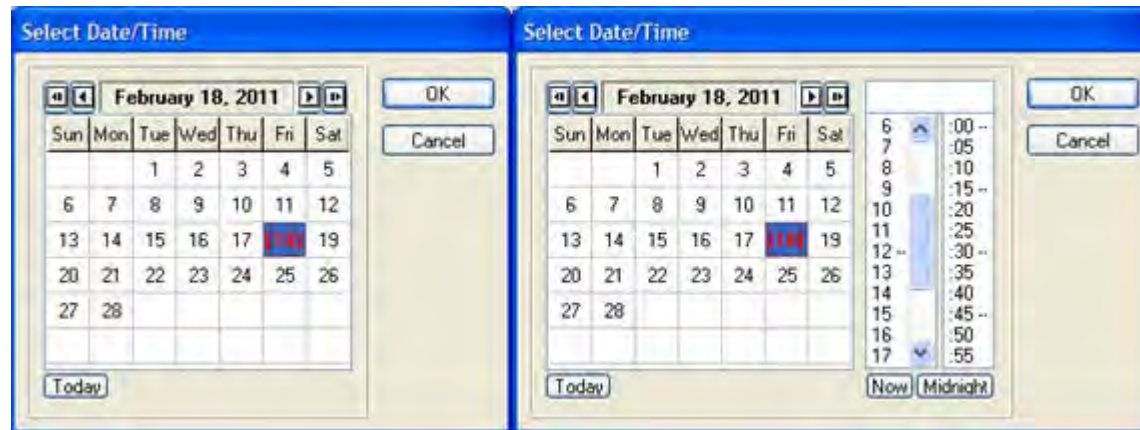 Select Date/Time
February 18, 2011
OK
Cancel
Sun Mon Tue Wed Thu Fri Sat
1 2 3 4 5
6 7 8 9 10 11 12
13 14 15 16 17 [18] 19
20 21 22 23 24 25 26
27 28
Today
Select Date/Time
February 18, 2011
OK
Cancel
Sun Mon Tue Wed Thu Fri Sat
1 2 3 4 5
6 7 8 9 10 11 12
13 14 15 16 17 [18] 19
20 21 22 23 24 25 26
27 28
Today
6
7
8
9
10
11
12 --
13
14
15
16
17
:00 --
:05
:10
:15 --
:20
:25
:30 --
:35
:40
:45 --
:50
:55
Now Midnight